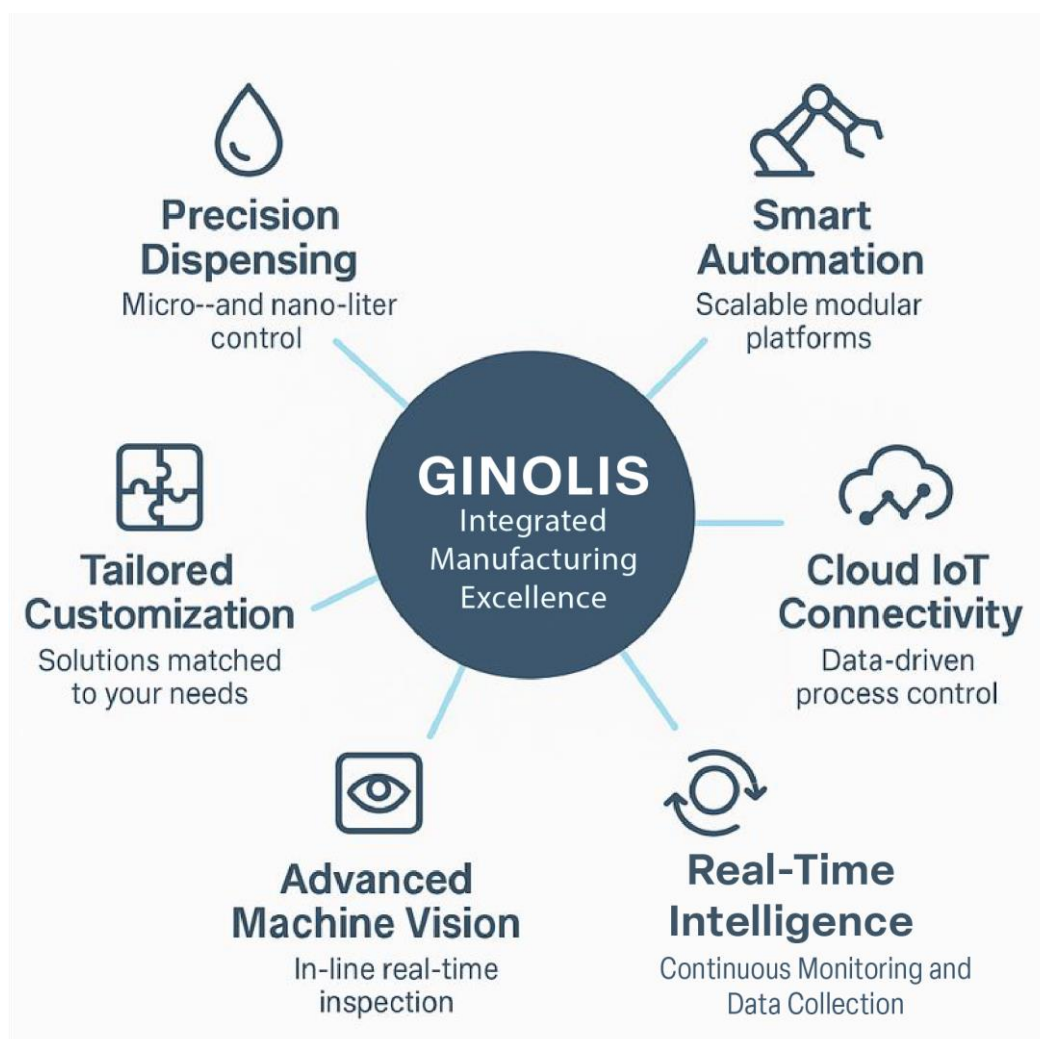 Precision
Dispensing
Micro--and nano-liter
control
Smart
Automation
Scalable modular
platforms
GINOLIS
Integrated
Manufacturing
Excellence
Tailored
Customization
Solutions matched
to your needs
Cloud IoT
Connectivity
Data-driven
process control
Advanced
Machine Vision
In-line real-time
inspection
Real-Time
Intelligence
Continuous Monitoring and
Data Collection